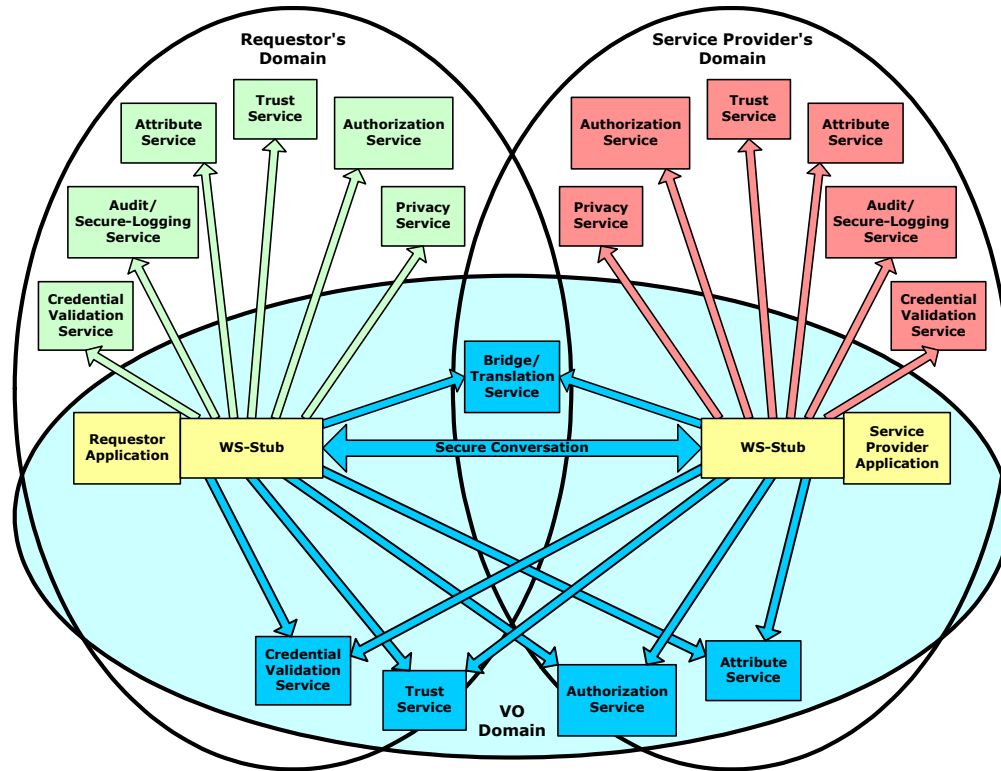 Requestor's
Domain
Service Provider's
Domain
Trust
Service
Attribute
Service
Authorization
Service
Audit/
Secure-Logging
Service
Privacy
Service
Credential
Validation
Service
Trust
Service
Authorization
Service
Attribute
Service
Privacy
Service
Audit/
Secure-Logging
Service
Credential
Validation
Service
Bridge/
Translation
Service
Requestor
Application
WS-Stub
Secure Conversation
WS-Stub
Service
Provider
Application
Credential
Validation
Service
Trust
Service
Authorization
Service
Attribute
Service
VO
Domain